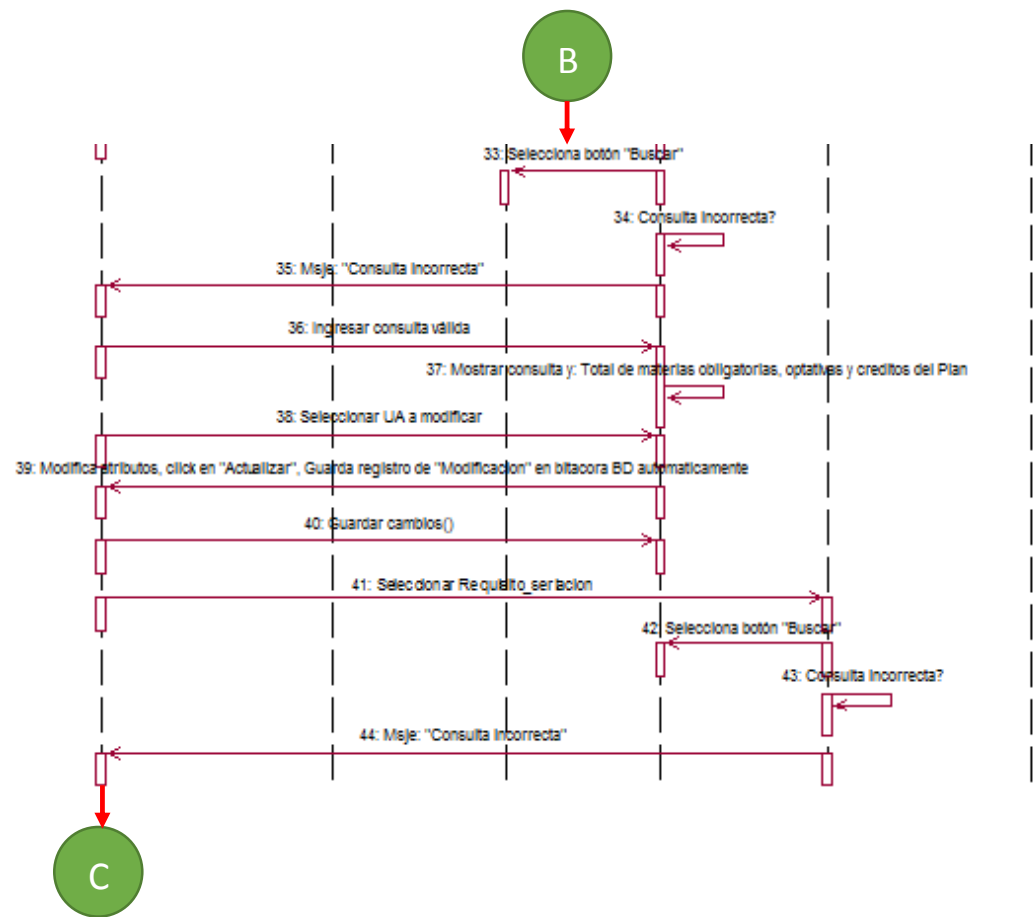 B
33: Selecciona botón "Buscar"
34: Consulta Incorrecta?
35: Msje: "Consulta Incorrecta"
36: Ingresar consulta válida
37: Mostrar consulta y: Total de materias obligatorias, optativas y creditos del Plan
38: Seleccionar UA a modificar
39: Modifica atributos, click en "Actualizar", Guarda registro de "Modificacion" en bitacora BD automaticamente
40: Guardar cambios()
41: Seleccionar Requisito_seriacion
42: Selecciona botón "Buscar"
43: Consulta Incorrecta?
44: Msje: "Consulta Incorrecta"
C